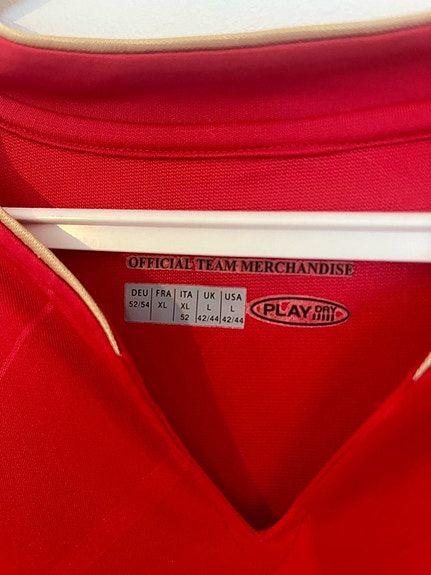 OFFICIAL TEAM MERCHANDISE
DEU FRA ITA UK USA
52/54 XL XL L L
52 42/44 42/44
PLAY DRY